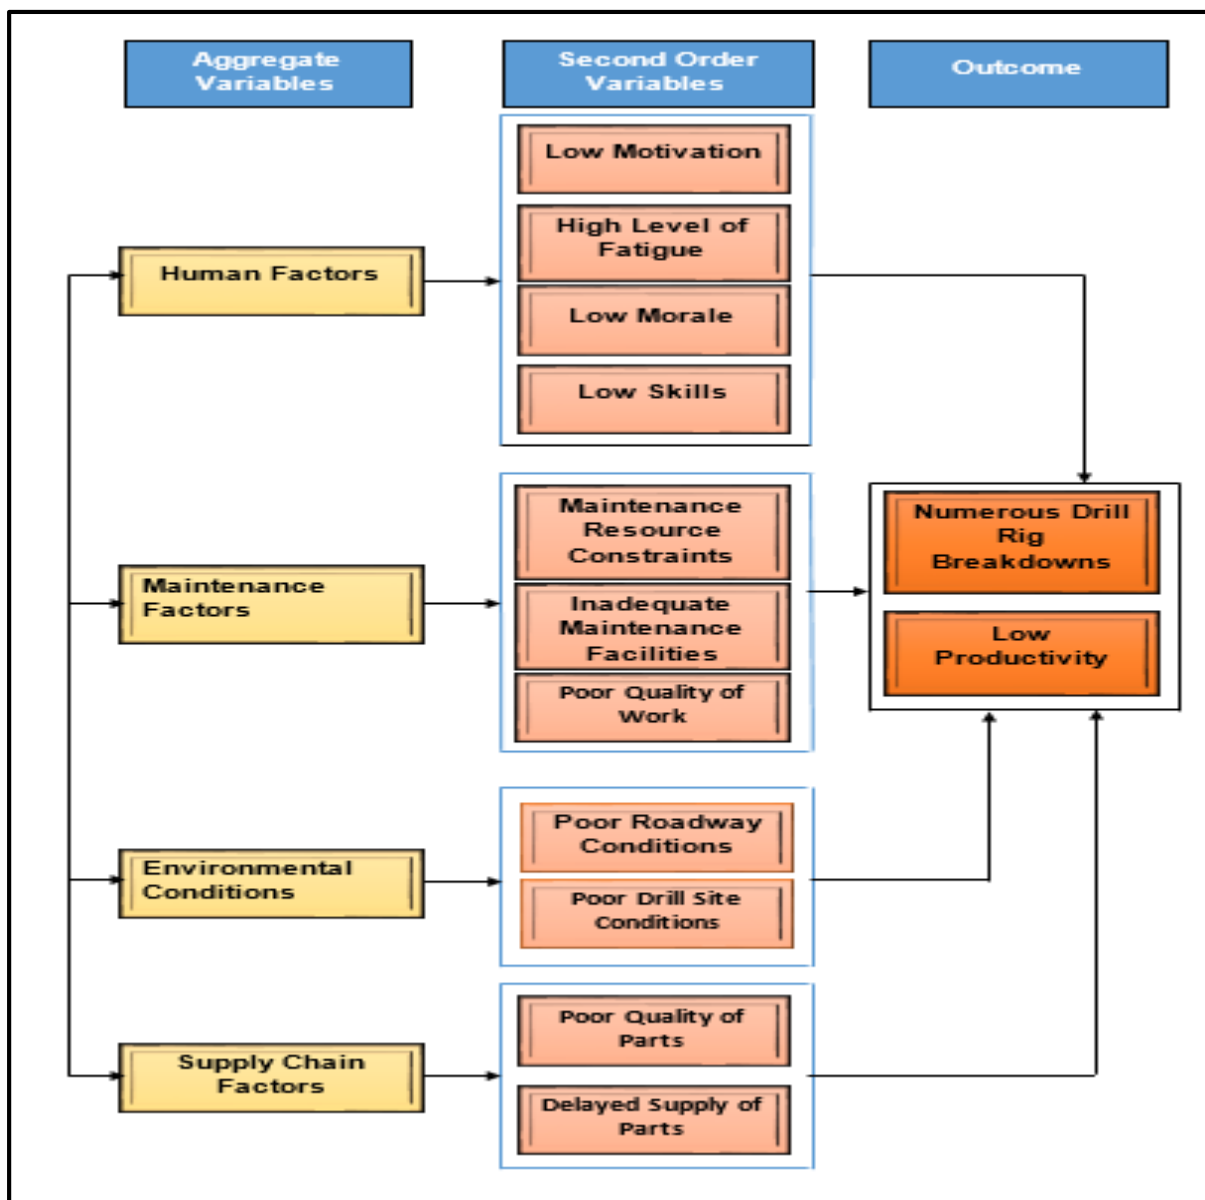 Aggregate
Variables
Second Order
Variables
Outcome
Human Factors
Low Motivation
High Level of
Fatigue
Low Morale
Low Skills
Maintenance
Factors
Maintenance
Resource
Constraints
Inadequate
Maintenance
Facilities
Poor Quality of
Work
Numerous Drill
Rig
Breakdowns
Low
Productivity
Environmental
Conditions
Poor Roadway
Conditions
Poor Drill Site
Conditions
Supply Chain
Factors
Poor Quality of
Parts
Delayed Supply of
Parts